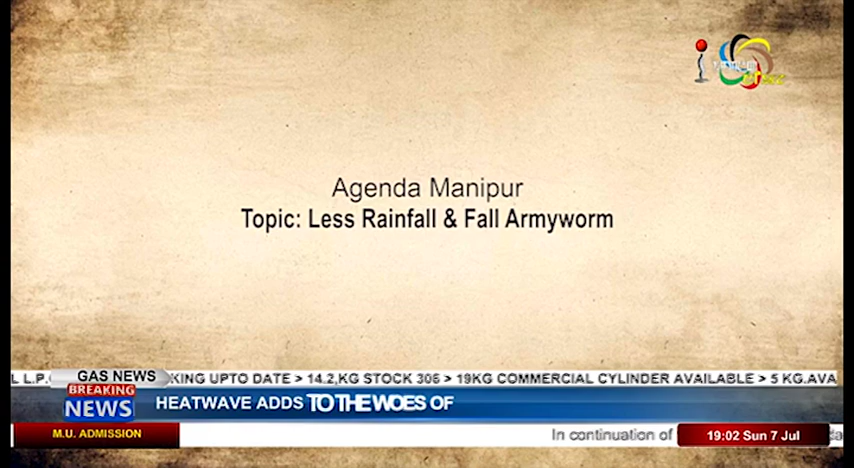 Agenda Manipur
Topic: Less Rainfall & Fall Armyworm
GAS NEWS
KING UPTO DATE > 14.2,KG STOCK 306 > 19KG COMMERCIAL CYLINDER AVAILABLE > 5 KG.AVA
BREAKING
NEWS
HEATWAVE ADDS TO THE WOES OF
M.U. ADMISSION
In continuation of
19:02 Sun 7 Jul